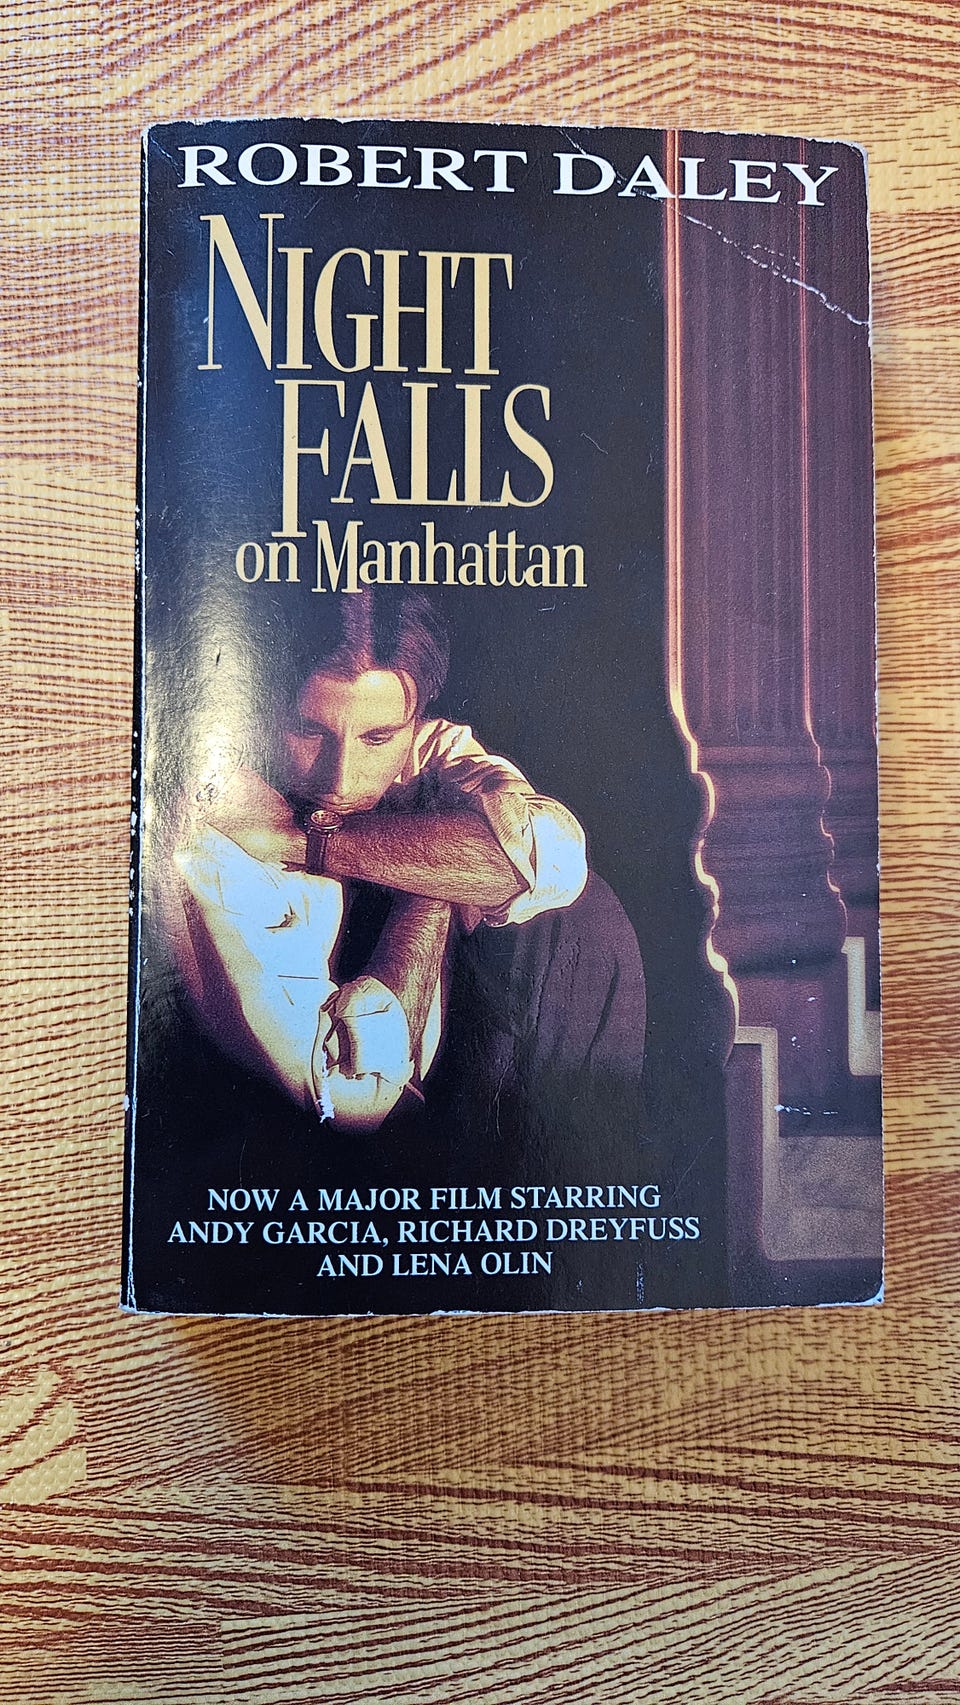 ROBERT DALEY
NIGHT
FALLS
on Manhattan
NOW A MAJOR FILM STARRING
ANDY GARCIA, RICHARD DREYFUSS
AND LENA OLIN